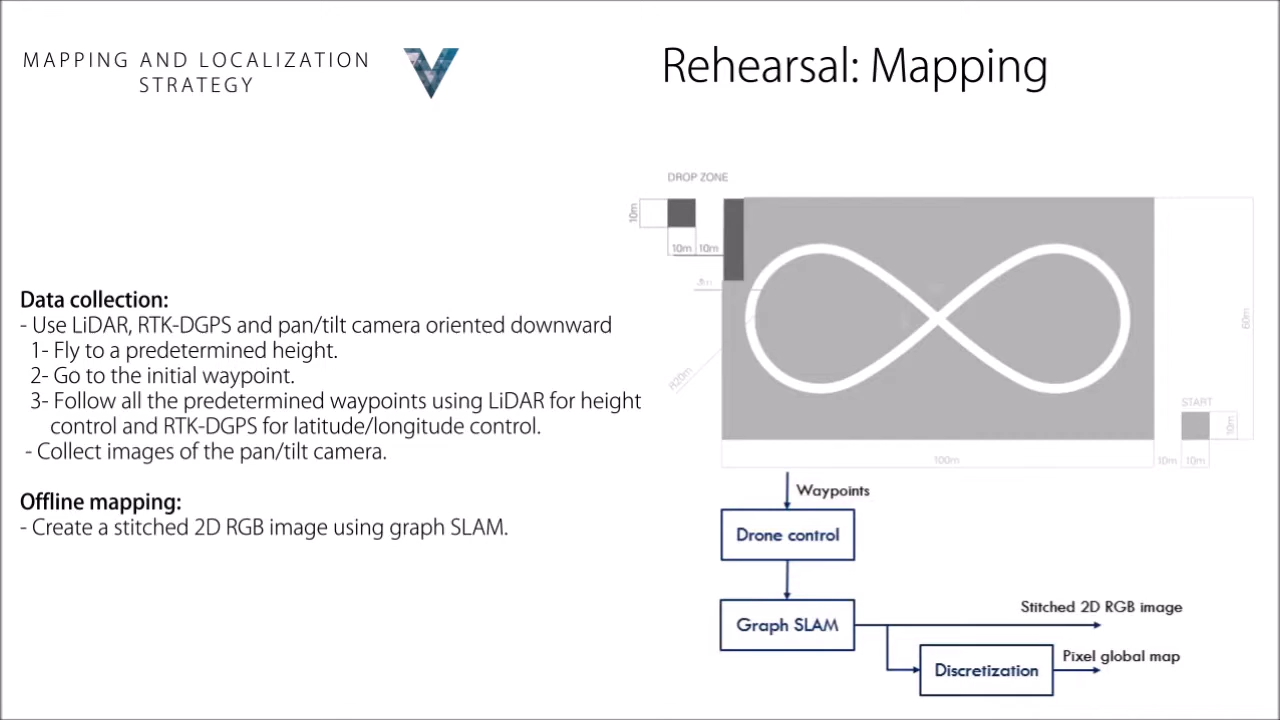 MAPPING AND LOCALIZATION
STRATEGY
Rehearsal: Mapping
Data collection:
- Use LiDAR, RTK-DGPS and pan/tilt camera oriented downward
1- Fly to a predetermined height.
2- Go to the initial waypoint.
3- Follow all the predetermined waypoints using LiDAR for height
control and RTK-DGPS for latitude/longitude control.
- Collect images of the pan/tilt camera.
Offline mapping:
- Create a stitched 2D RGB image using graph SLAM.
DROP ZONE
10m
10m 10m
R20m
60m
START
10m
100m
10m 10m
Waypoints
Drone control
Graph SLAM
Stitched 2D RGB image
Discretization
Pixel global map